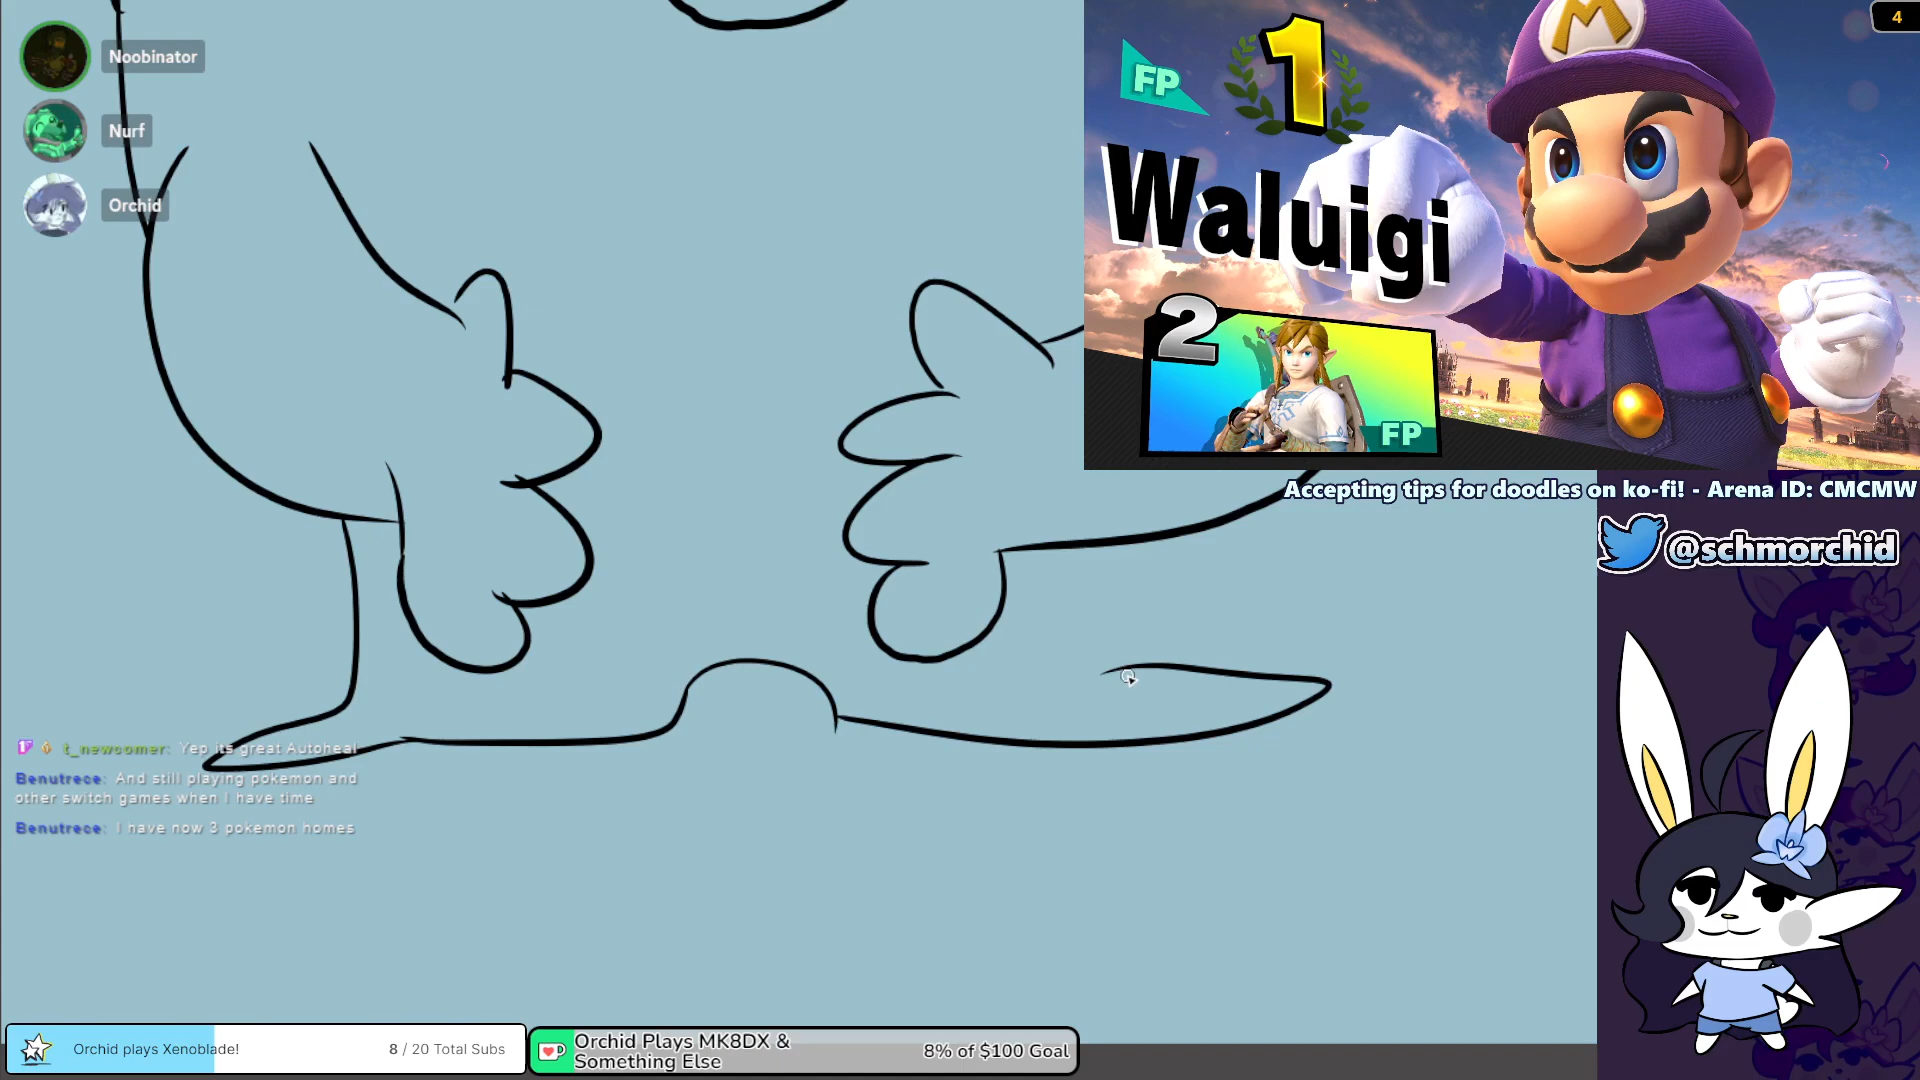 Noobinator
Nurf
Orchid
FP
1
4
M
Waluigi
2
FP
Accepting tips for doodles on ko-fi! - Arena ID: CMCMW
@schmorchid
t_newcomer: Yep its great Autoheal
Benutrece: And still playing pokemon and
other switch games when I have time
Benutrece: I have now 3 pokemon homes
Orchid plays Xenoblade!
8 / 20 Total Subs
Orchid Plays MK8DX &
Something Else
8% of $100 Goal